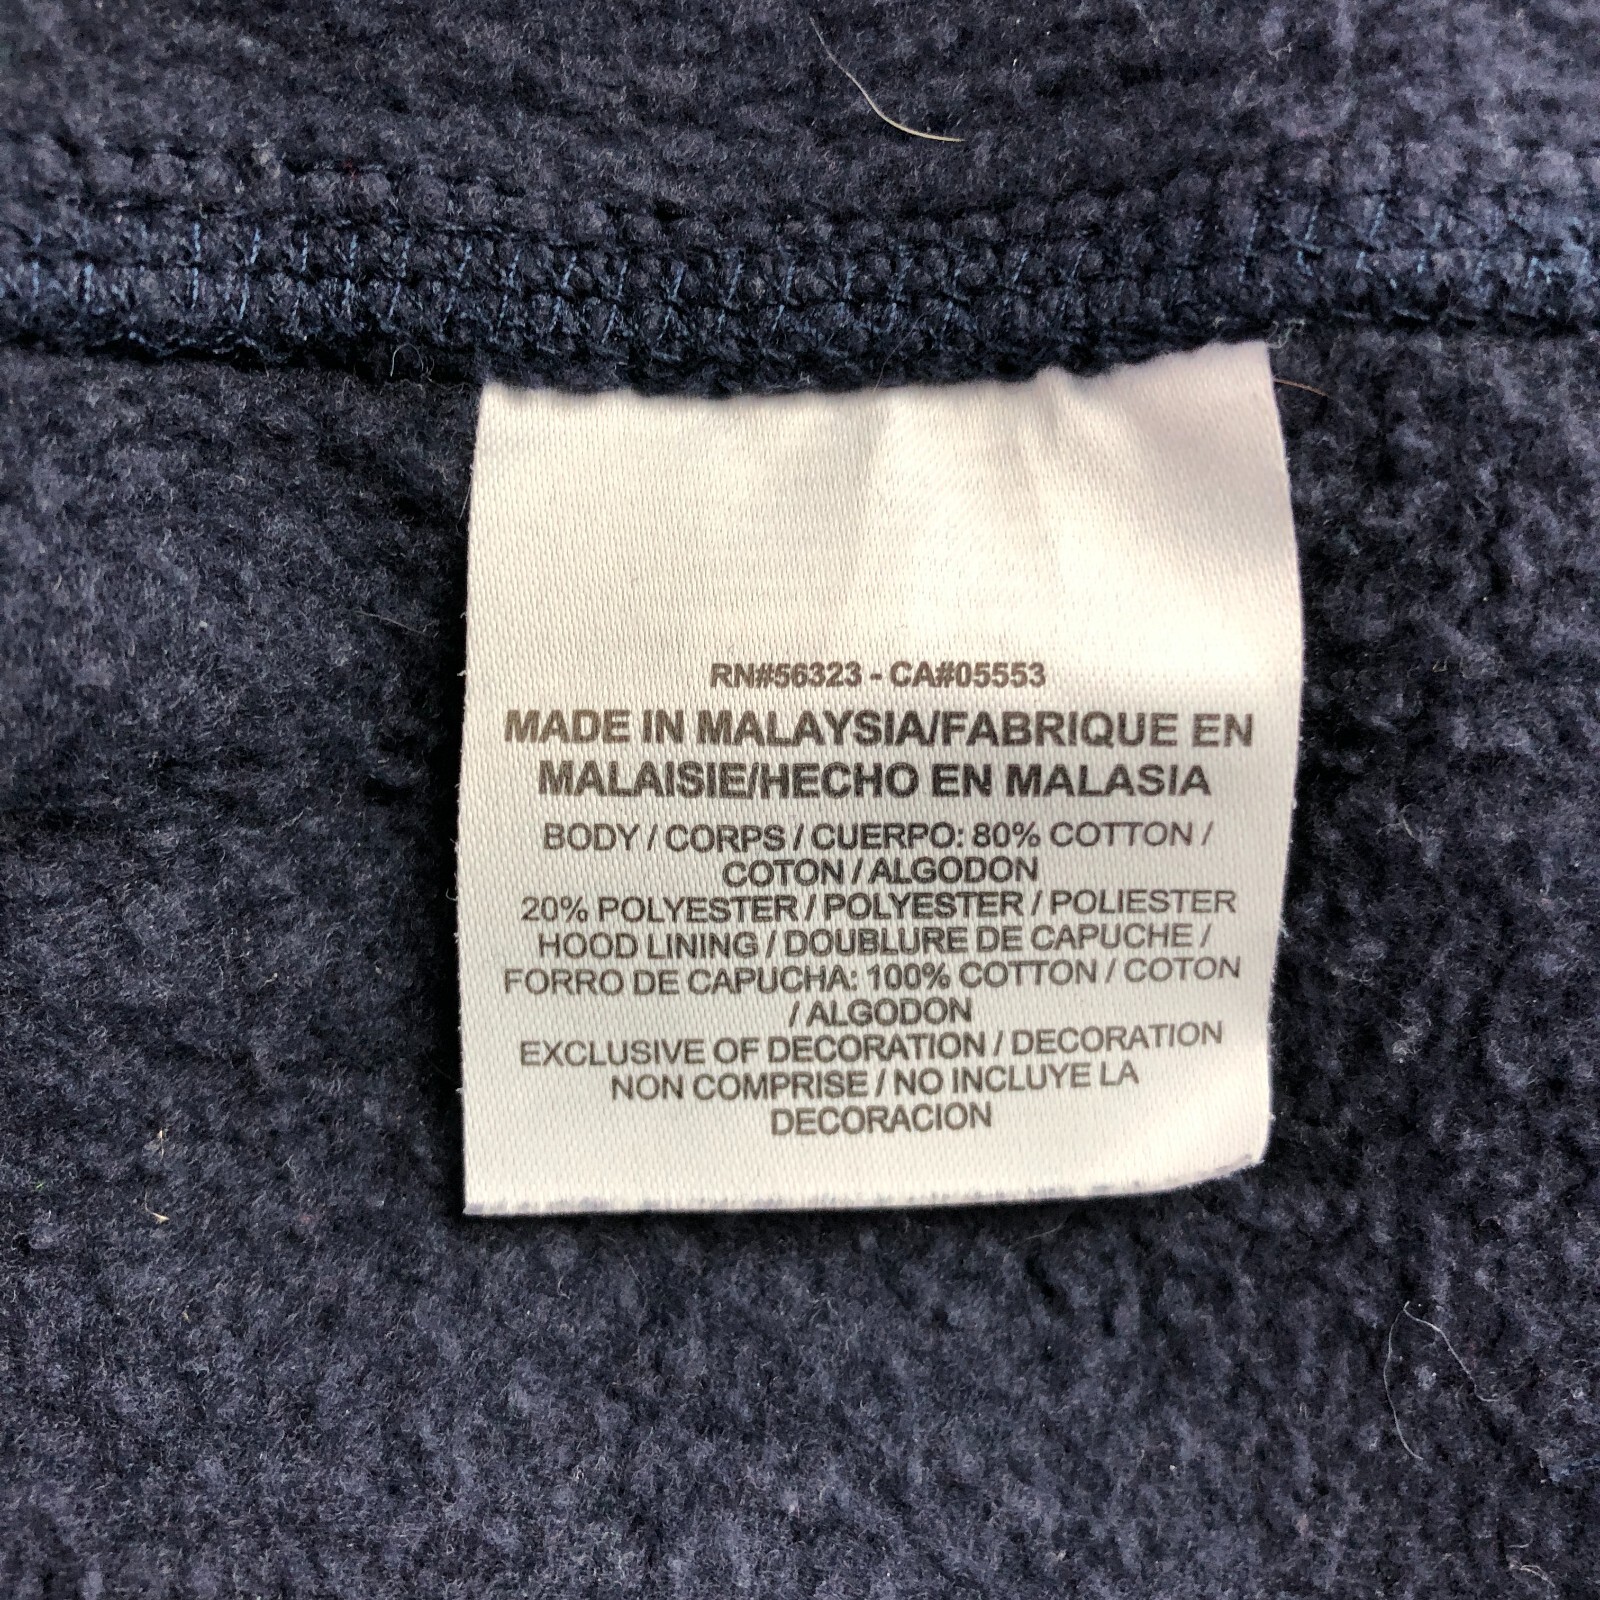 RN#56323 - CA#05553
MADE IN MALAYSIA/FABRIQUE EN
MALAISIE/HECHO EN MALASIA
BODY / CORPS / CUERPO: 80% COTTON /
COTON / ALGODON
20% POLYESTER / POLYESTER / POLIESTER
HOOD LINING / DOUBLURE DE CAPUCHE /
FORRO DE CAPUCHA: 100% COTTON / COTON
/ ALGODON
EXCLUSIVE OF DECORATION / DECORATION
NON COMPRISE / NO INCLUYE LA
DECORACION